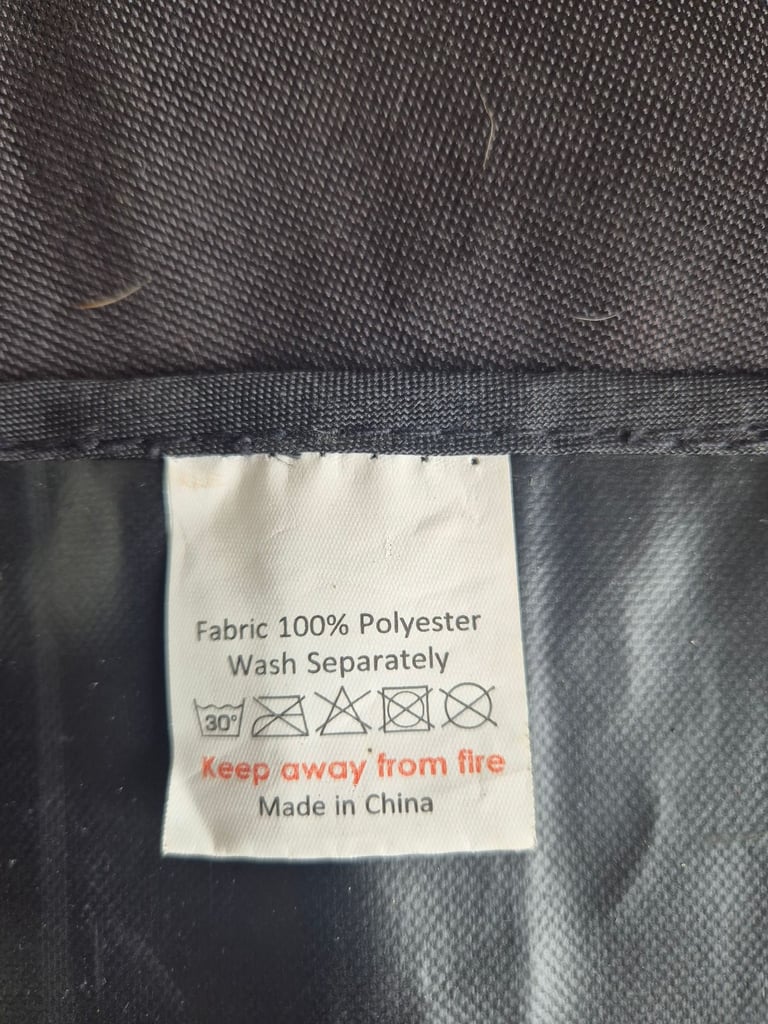 Fabric 100% Polyester
Wash Separately
30°
Keep away from fire
Made in China